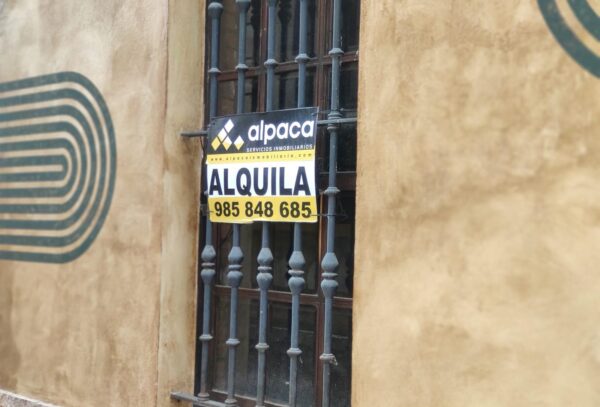 alpaca
SERVICIOS INMOBILIARIOS
www.alpacainmobiliaria.com
ALQUILA
985 848 685